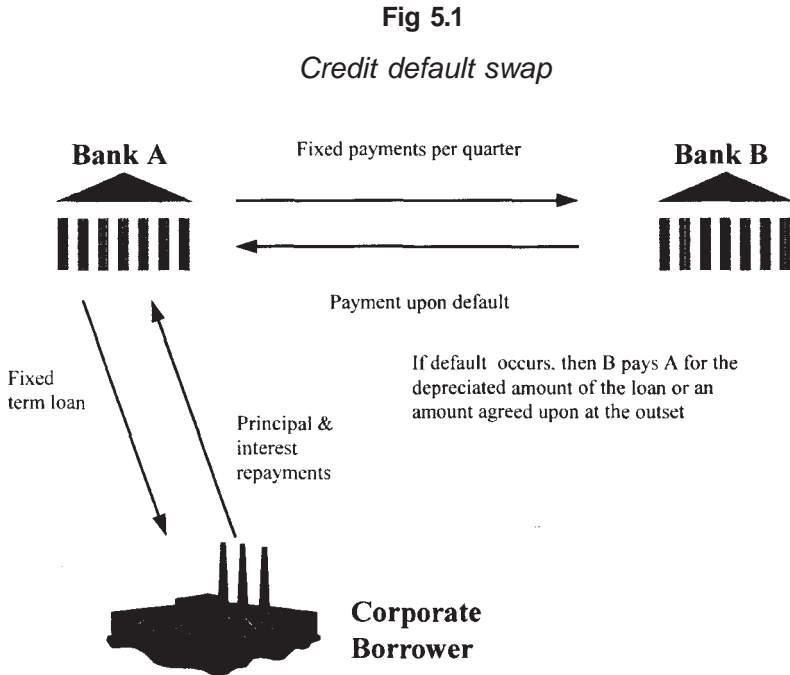 Fig 5.1
Credit default swap
Bank A
Fixed payments per quarter
Bank B
Payment upon default
If default occurs, then B pays A for the
depreciated amount of the loan or an
amount agreed upon at the outset
Fixed
term loan
Principal &
interest
repayments
Corporate
Borrower